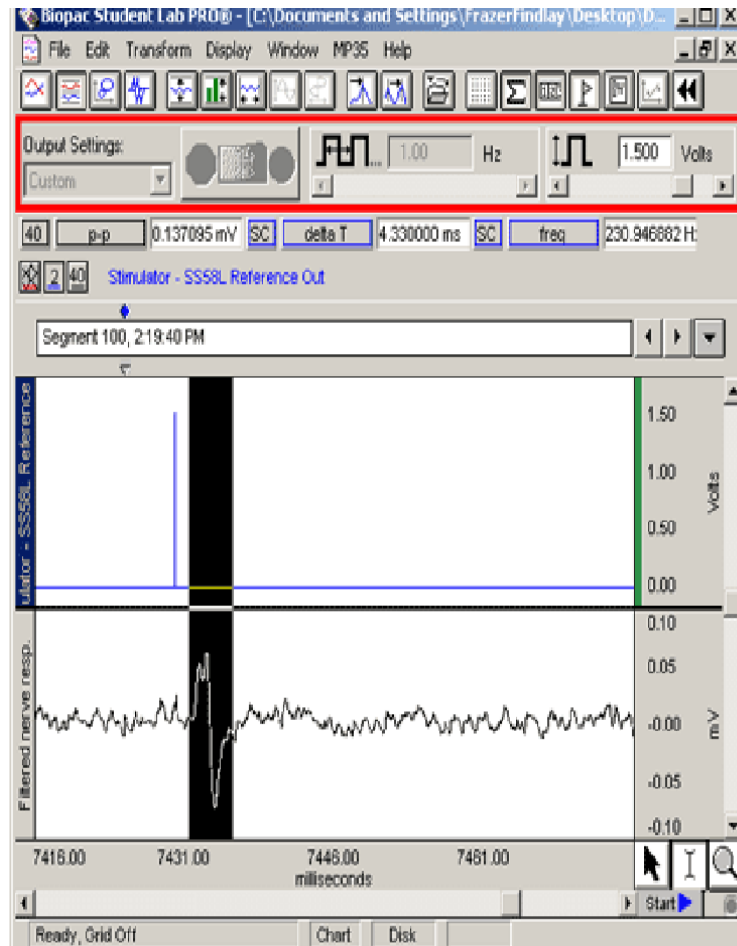 Biopac Student Lab PRO® - [C:\Documents and Settings\FrazerFindlay\Desktop\D...
File Edit Transform Display Window MP35 Help
Output Settings:
Custom
1.00 Hz
1.500 Volts
40 p-p 0.137095 mV SC delta T 4.330000 ms SC freq 230.946882 H:
2 40 Stimulator - SS58L Reference Out
Segment 100, 2:19:40 PM
ulator - SS58L Reference
1.50
1.00
0.50
0.00
Volts
Filtered nerve resp.
0.10
0.05
-0.00
-0.05
-0.10
mV
7416.00 7431.00 7446.00 7461.00
milliseconds
Start
Ready, Grid Off Chart Disk